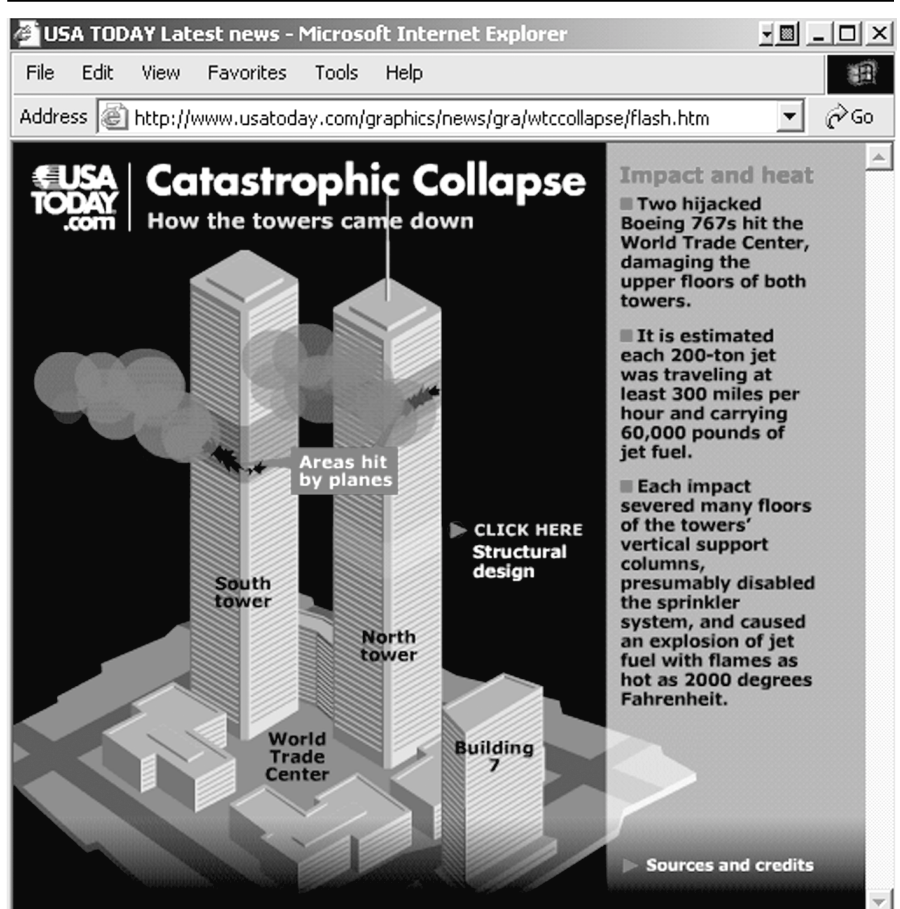 USA TODAY Latest news - Microsoft Internet Explorer
File Edit View Favorites Tools Help
Address http://www.usatoday.com/graphics/news/gra/wtccollapse/flash.htm Go
USA
TODAY
.com
Catastrophic Collapse
How the towers came down
Areas hit
by planes
CLICK HERE
Structural
design
South
tower
North
tower
World
Trade
Center
Building
7
Impact and heat
Two hijacked
Boeing 767s hit the
World Trade Center,
damaging the
upper floors of both
towers.
It is estimated
each 200-ton jet
was traveling at
least 300 miles per
hour and carrying
60,000 pounds of
jet fuel.
Each impact
severed many floors
of the towers'
vertical support
columns,
presumably disabled
the sprinkler
system, and caused
an explosion of jet
fuel with flames as
hot as 2000 degrees
Fahrenheit.
Sources and credits